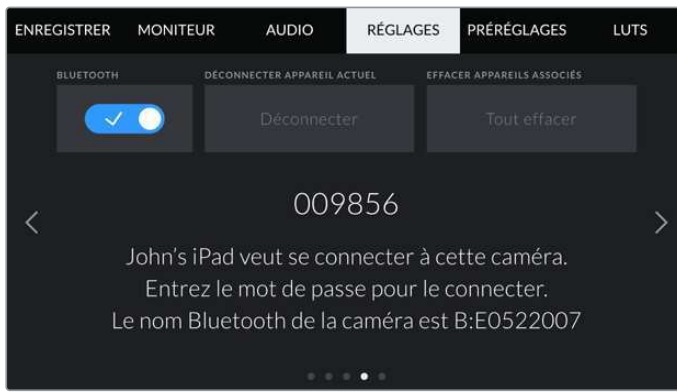 ENREGISTRER MONITEUR AUDIO RÉGLAGES PRÉRÉGLAGES LUTS
BLUETOOTH DÉCONNECTER APPAREIL ACTUEL EFFACER APPAREILS ASSOCIÉS
Déconnecter Tout effacer
009856
John's iPad veut se connecter à cette caméra.
Entrez le mot de passe pour le connecter.
Le nom Bluetooth de la caméra est B:E0522007